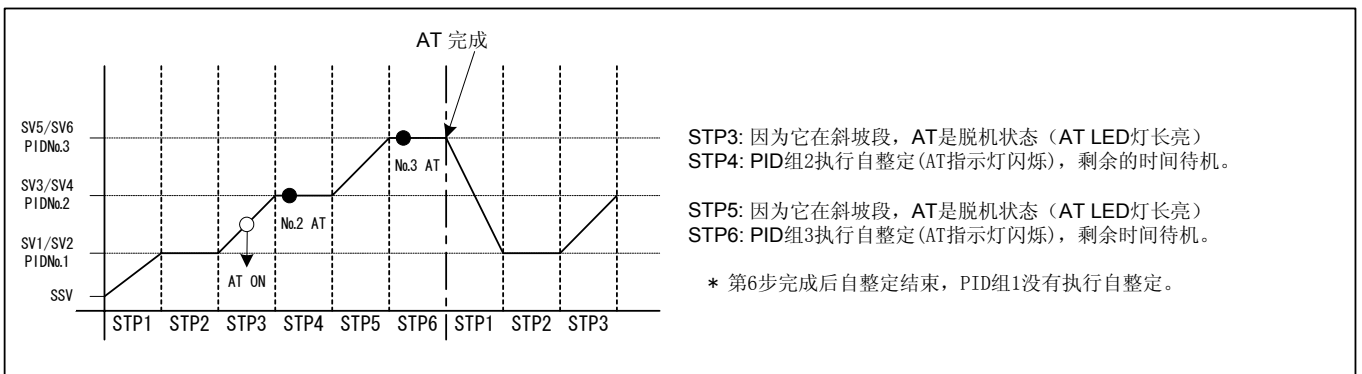 AT 完成
SV5/SV6
PIDNo.3
No.3 AT
SV3/SV4
PIDNo.2
No.2 AT
SV1/SV2
PIDNo.1
AT ON
SSV
STP1 STP2 STP3 STP4 STP5 STP6 STP1 STP2 STP3
STP3: 因为它在斜坡段，AT是脱机状态（AT LED灯长亮）
STP4: PID组2执行自整定(AT指示灯闪烁)，剩余的时间待机。
STP5: 因为它在斜坡段，AT是脱机状态（AT LED灯长亮）
STP6: PID组3执行自整定(AT指示灯闪烁)，剩余时间待机。
* 第6步完成后自整定结束，PID组1没有执行自整定。